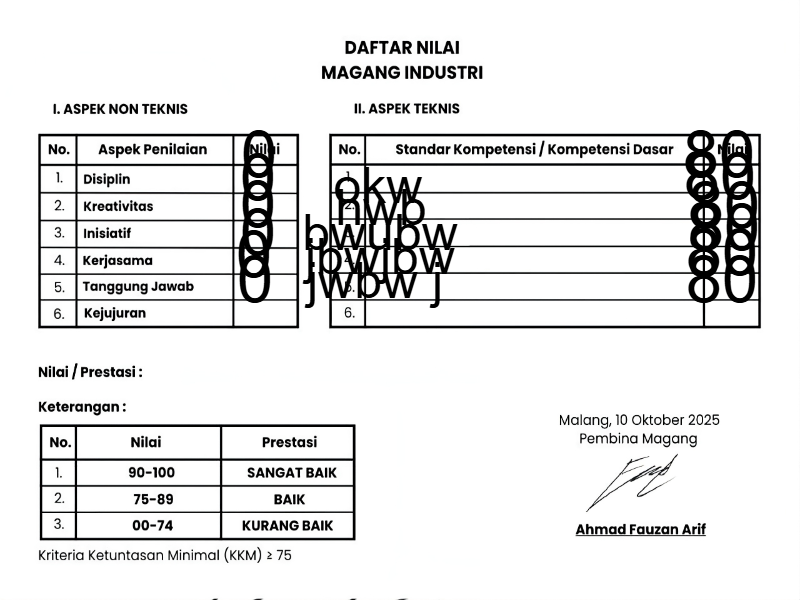 DAFTAR NILAI
MAGANG INDUSTRI
I. ASPEK NON TEKNIS
No. Aspek Penilaian Nilai
1. Disiplin 0
2. Kreativitas 0
3. Inisiatif 0
4. Kerjasama 0
5. Tanggung Jawab 0
6. Kejujuran
II. ASPEK TEKNIS
No. Standar Kompetensi / Kompetensi Dasar Nilai
1. okw 80
2. nwb 80
3. bwubw 80
4. jbwjbw 80
5. jwbw j 80
6.
Nilai / Prestasi :
Keterangan :
No. Nilai Prestasi
1. 90-100 SANGAT BAIK
2. 75-89 BAIK
3. 00-74 KURANG BAIK
Kriteria Ketuntasan Minimal (KKM) ≥ 75
Malang, 10 Oktober 2025
Pembina Magang
Ahmad Fauzan Arif